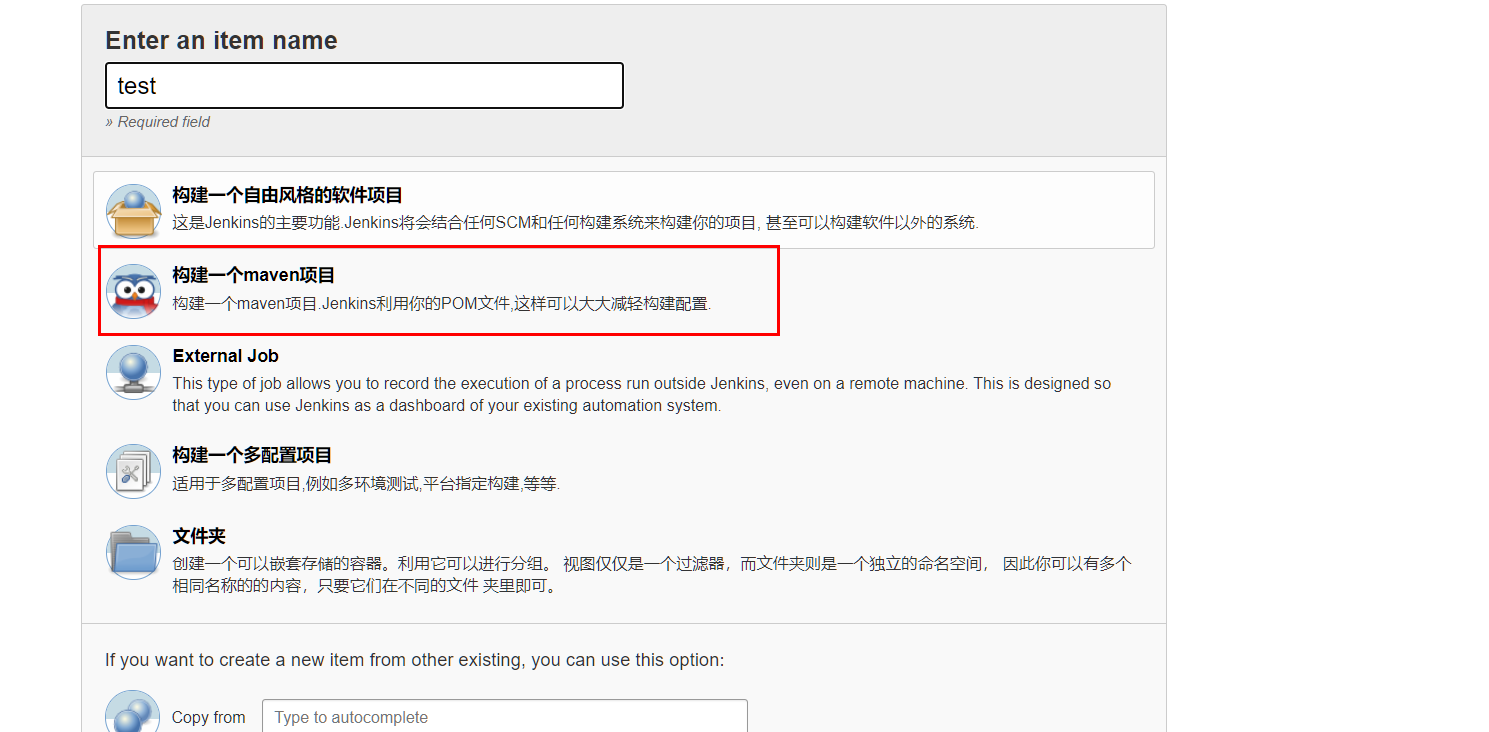 Enter an item name
test
» Required field
构建一个自由风格的软件项目
这是Jenkins的主要功能.Jenkins将会结合任何SCM和任何构建系统来构建你的项目, 甚至可以构建软件以外的系统.
构建一个maven项目
构建一个maven项目.Jenkins利用你的POM文件,这样可以大大减轻构建配置.
External Job
This type of job allows you to record the execution of a process run outside Jenkins, even on a remote machine. This is designed so
that you can use Jenkins as a dashboard of your existing automation system.
构建一个多配置项目
适用于多配置项目,例如多环境测试,平台指定构建,等等.
文件夹
创建一个可以嵌套存储的容器。利用它可以进行分组。 视图仅仅是一个过滤器，而文件夹则是一个独立的命名空间， 因此你可以有多个
相同名称的的内容，只要它们在不同的文件 夹里即可。
If you want to create a new item from other existing, you can use this option:
Copy from
Type to autocomplete